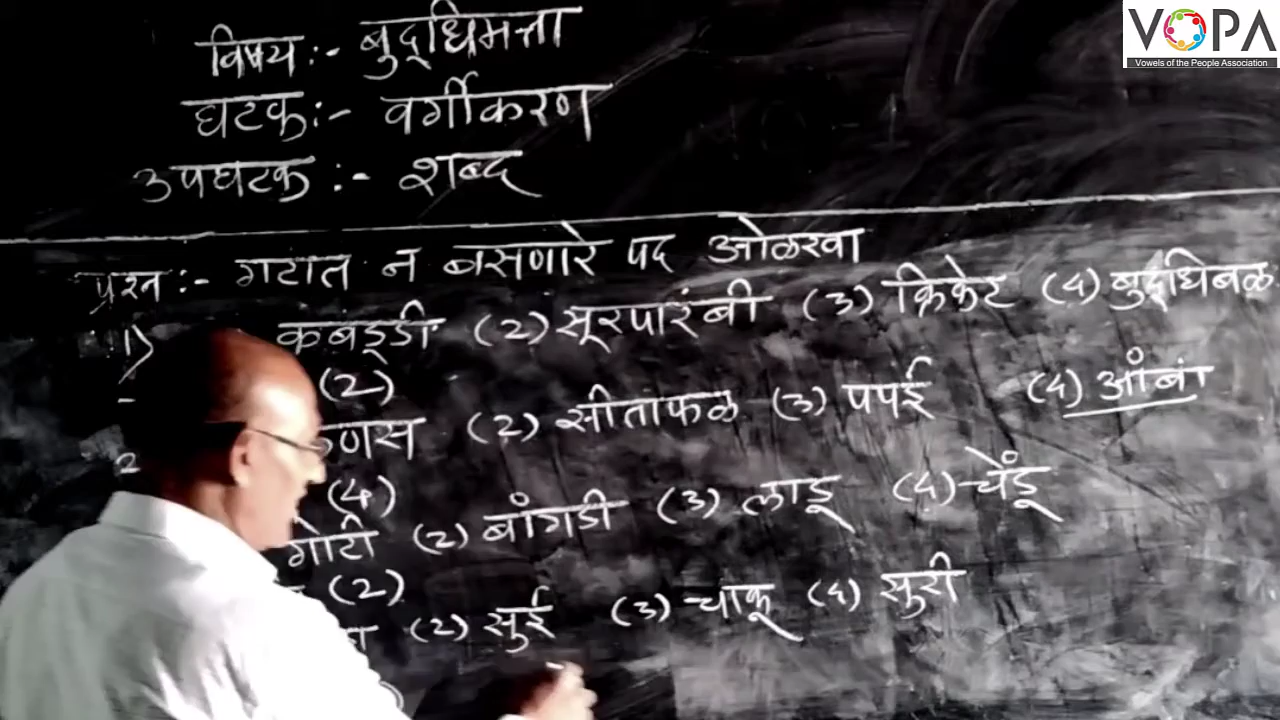 VOPA
Vowels of the People Association
विषय :- बुद्धिमत्ता
घटक :- वर्गीकरण
उपघटक :- शब्द
प्रश्न :- गटात न बसणारे पद ओळखा
1) कबड्डी (2) सूरपारंबी (3) क्रिकेट (4) बुद्धिबळ
(2)
2 (2) सीताफळ (3) पपई (4) आंबा
(4)
गोटी (2) बांगडी (3) लाडू (4) चेंडू
(2)
(2) सुई (3) चाकू (4) सुरी